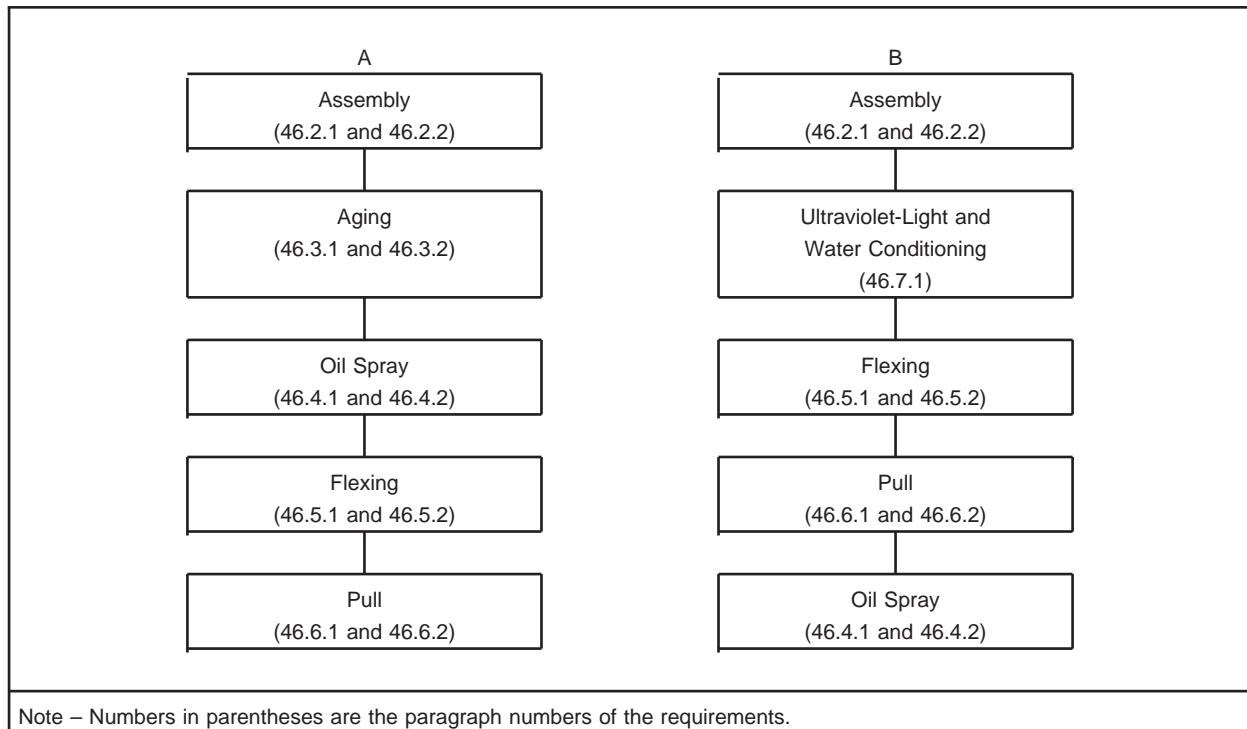 A
Assembly
(46.2.1 and 46.2.2)
Aging
(46.3.1 and 46.3.2)
Oil Spray
(46.4.1 and 46.4.2)
Flexing
(46.5.1 and 46.5.2)
Pull
(46.6.1 and 46.6.2)
B
Assembly
(46.2.1 and 46.2.2)
Ultraviolet-Light and
Water Conditioning
(46.7.1)
Flexing
(46.5.1 and 46.5.2)
Pull
(46.6.1 and 46.6.2)
Oil Spray
(46.4.1 and 46.4.2)
Note – Numbers in parentheses are the paragraph numbers of the requirements.